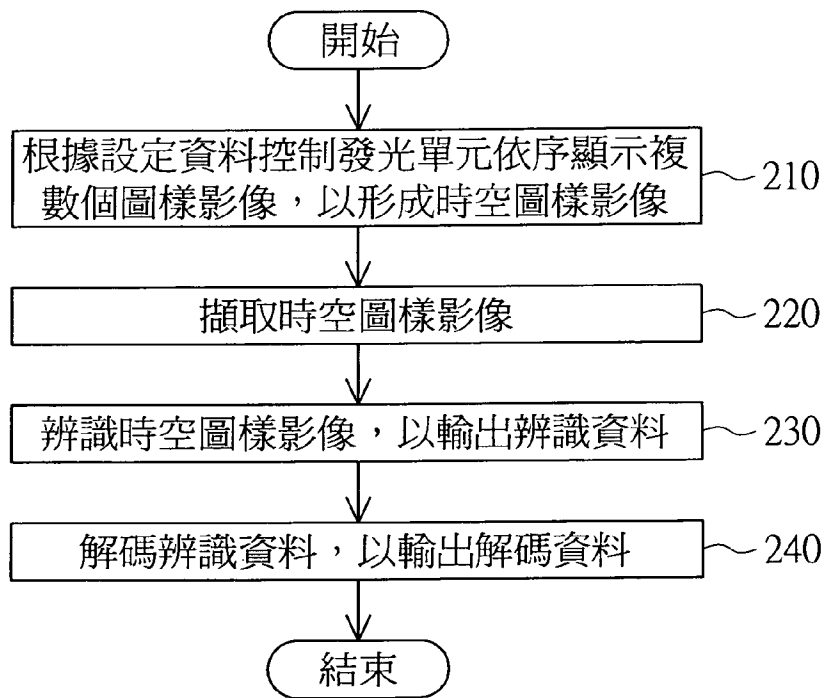 開始
根據設定資料控制發光單元依序顯示複
數個圖樣影像，以形成時空圖樣影像
210
擷取時空圖樣影像
220
辨識時空圖樣影像，以輸出辨識資料
230
解碼辨識資料，以輸出解碼資料
240
結束